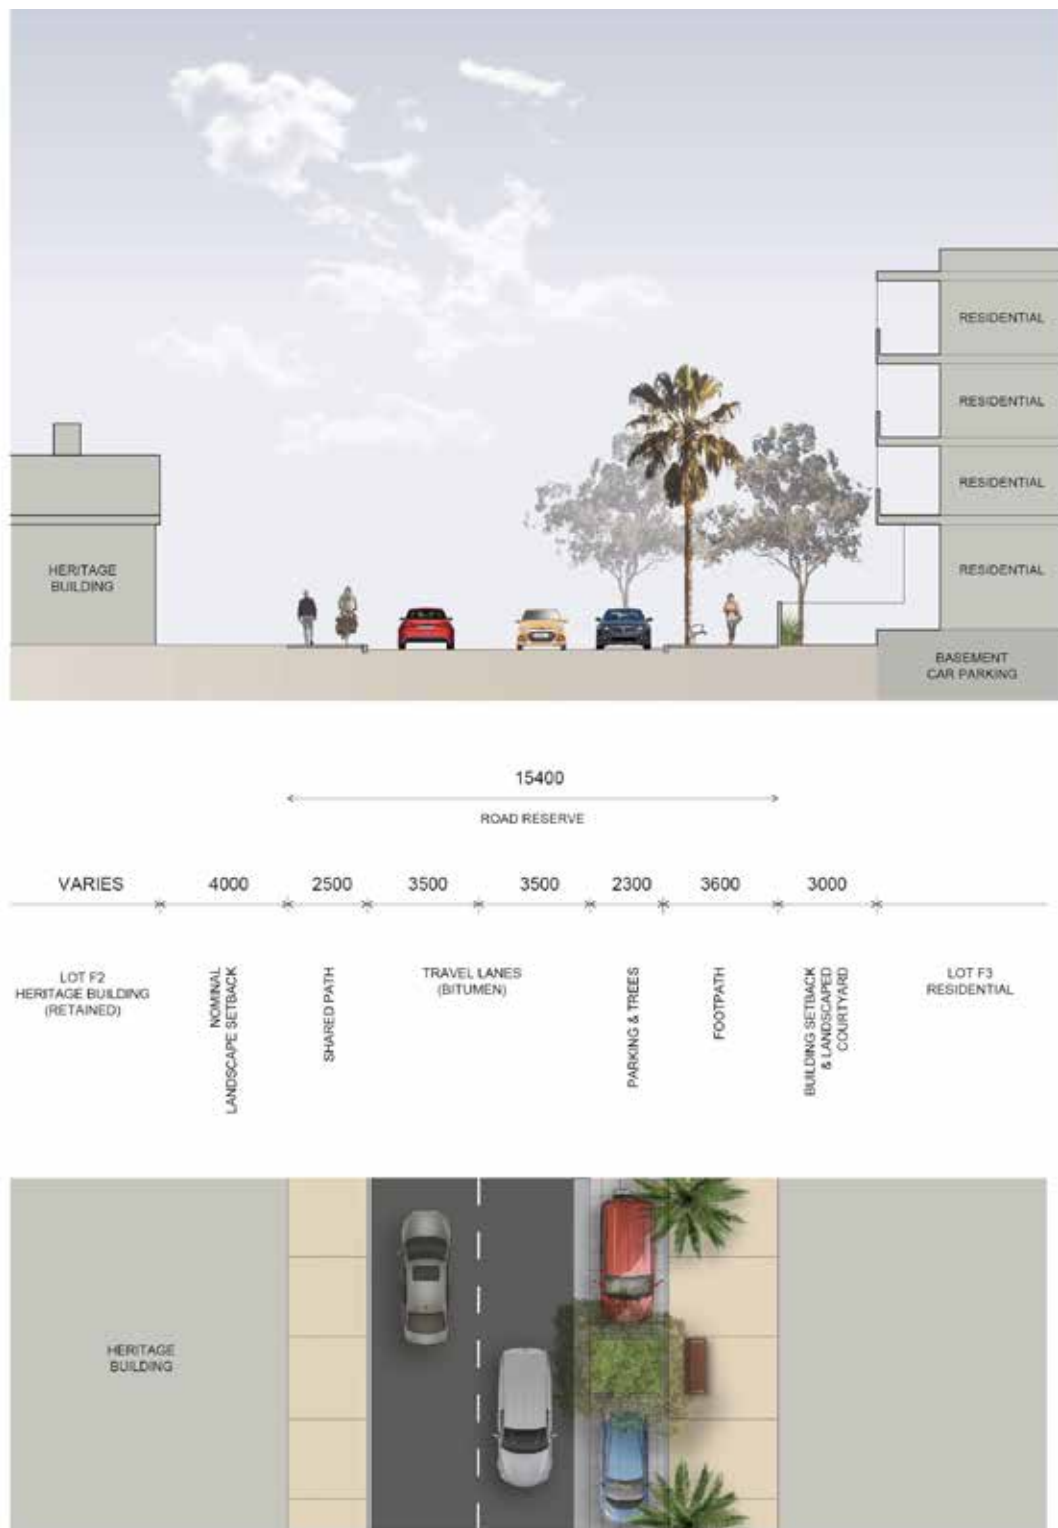 RESIDENTIAL
RESIDENTIAL
RESIDENTIAL
HERITAGE
BUILDING
RESIDENTIAL
BASEMENT
CAR PARKING
15400
ROAD RESERVE
VARIES
4000
2500
3500
3500
2300
3600
3000
LOT F2
HERITAGE BUILDING
(RETAINED)
NOMINAL
LANDSCAPE SETBACK
SHARED PATH
TRAVEL LANES
(BITUMEN)
PARKING & TREES
FOOTPATH
BUILDING SETBACK
& LANDSCAPED
COURTYARD
LOT F3
RESIDENTIAL
HERITAGE
BUILDING